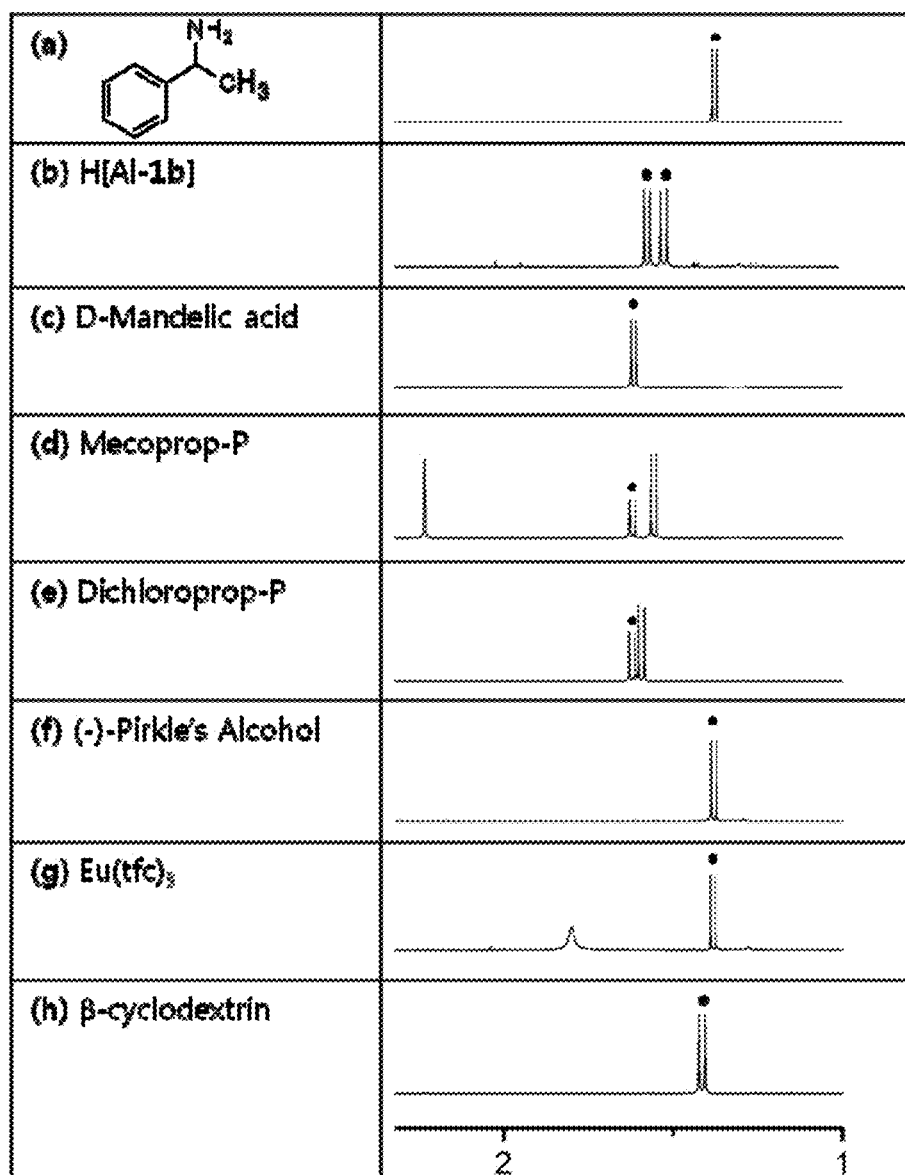 (a)
NH₂
CH₃
(b) H[Al-1b]
(c) D-Mandelic acid
(d) Mecoprop-P
(e) Dichloroprop-P
(f) (-)-Pirkle's Alcohol
(g) Eu(tfc)₃
(h) β-cyclodextrin
2 1